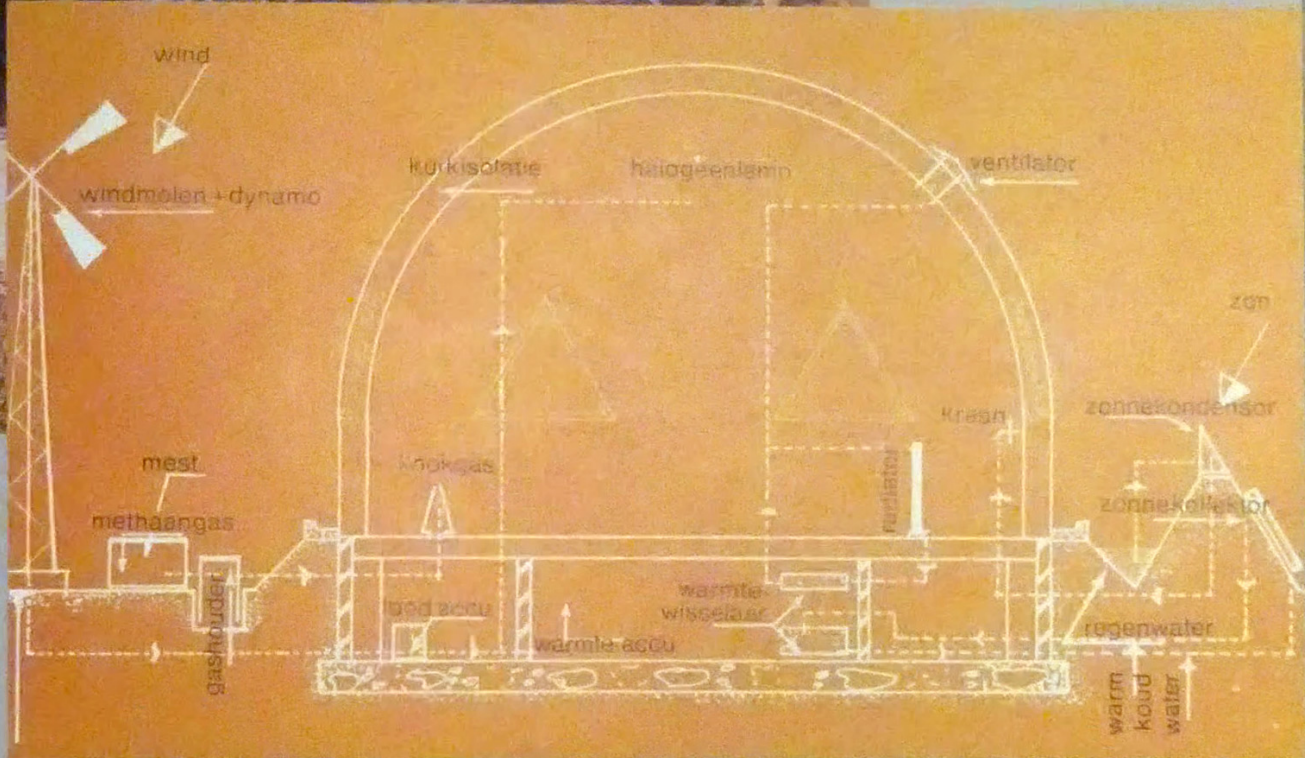 wind
kurkisolatie
halogeenlamp
ventilator
windmolen + dynamo
zon
kraan
zonnekondensor
mest
kookgas
radiator
methaangas
zonnekollektor
gashouder
lood accu
warmte accu
warmte-
wisselaar
regenwater
warm
koud
water